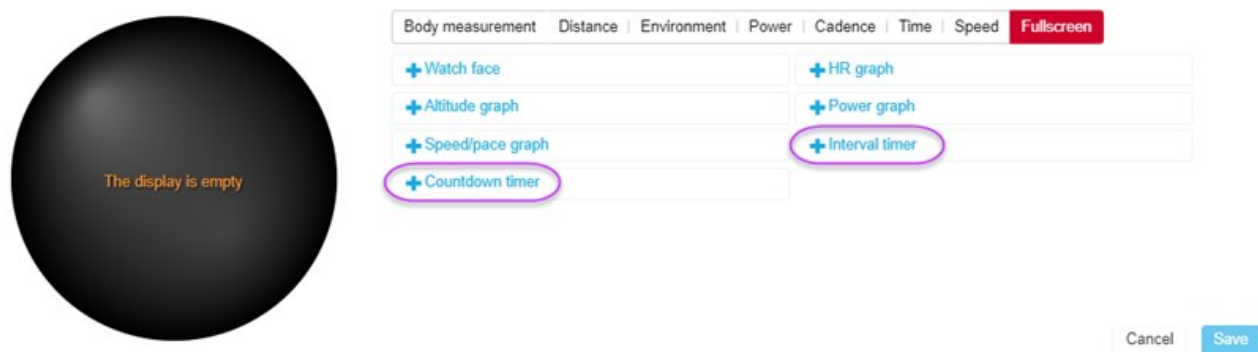 Body measurement Distance Environment Power Cadence Time Speed Fullscreen
Watch face HR graph
Altitude graph Power graph
Speed/pace graph Interval timer
The display is empty Countdown timer
Cancel Save